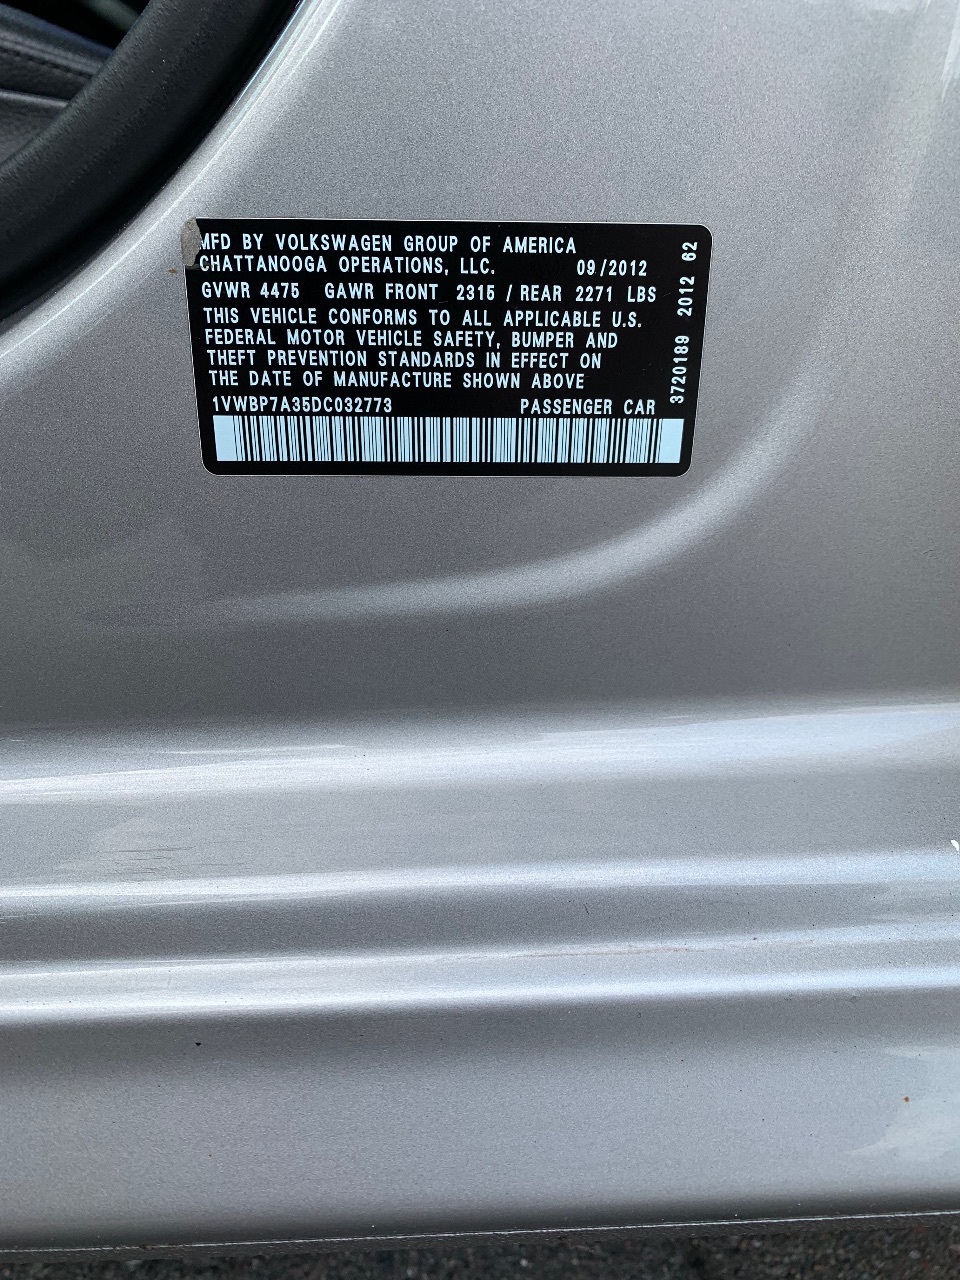 MFD BY VOLKSWAGEN GROUP OF AMERICA
CHATTANOOGA OPERATIONS, LLC. 09/2012
GVWR 4475 GAWR FRONT 2315 / REAR 2271 LBS
THIS VEHICLE CONFORMS TO ALL APPLICABLE U.S.
FEDERAL MOTOR VEHICLE SAFETY, BUMPER AND
THEFT PREVENTION STANDARDS IN EFFECT ON
THE DATE OF MANUFACTURE SHOWN ABOVE
1VWBP7A35DC032773 PASSENGER CAR
3720189 2012 62